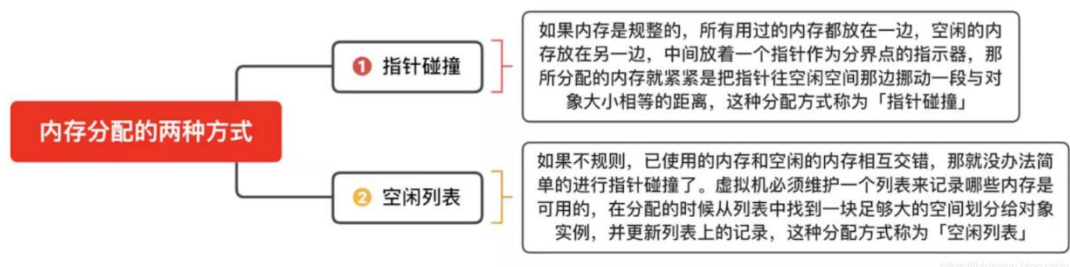 内存分配的两种方式
1 指针碰撞
如果内存是规整的，所有用过的内存都放在一边，空闲的内
存放在另一边，中间放着一个指针作为分界点的指示器，那
所分配的内存就紧紧是把指针往空闲空间那边挪动一段与对
象大小相等的距离，这种分配方式称为「指针碰撞」
2 空闲列表
如果不规则，已使用的内存和空闲的内存相互交错，那就没办法简
单的进行指针碰撞了。虚拟机必须维护一个列表来记录哪些内存是
可用的，在分配的时候从列表中找到一块足够大的空间划分给对象
实例，并更新列表上的记录，这种分配方式称为「空闲列表」